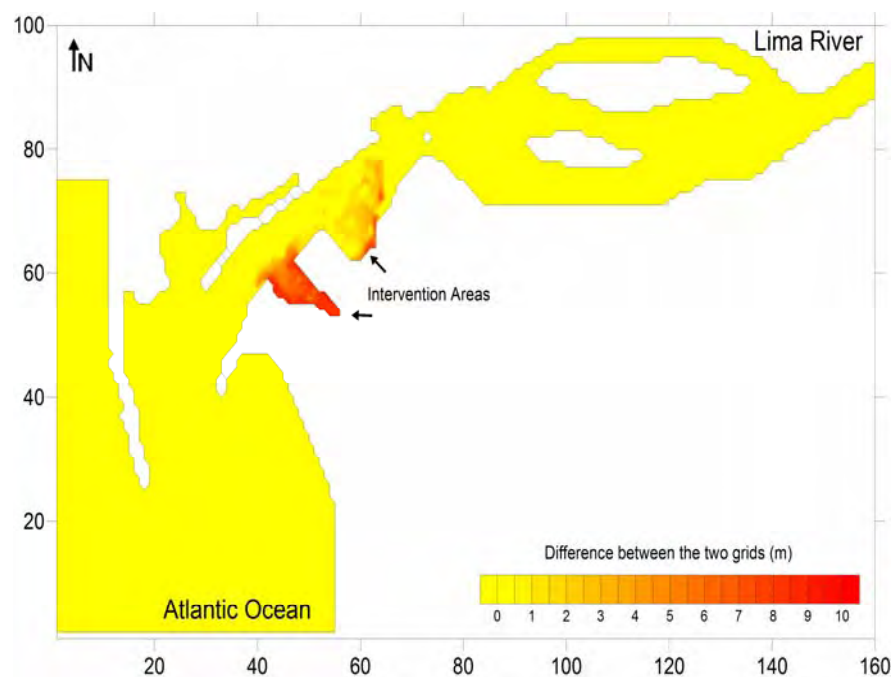 100
N
Lima River
80
60
Intervention Areas
40
20
Difference between the two grids (m)
0 1 2 3 4 5 6 7 8 9 10
Atlantic Ocean
20 40 60 80 100 120 140 160